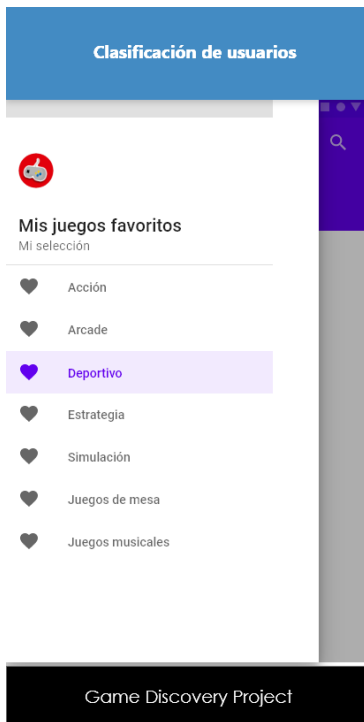 Clasificación de usuarios
Mis juegos favoritos
Mi selección
Acción
Arcade
Deportivo
Estrategia
Simulación
Juegos de mesa
Juegos musicales
Game Discovery Project